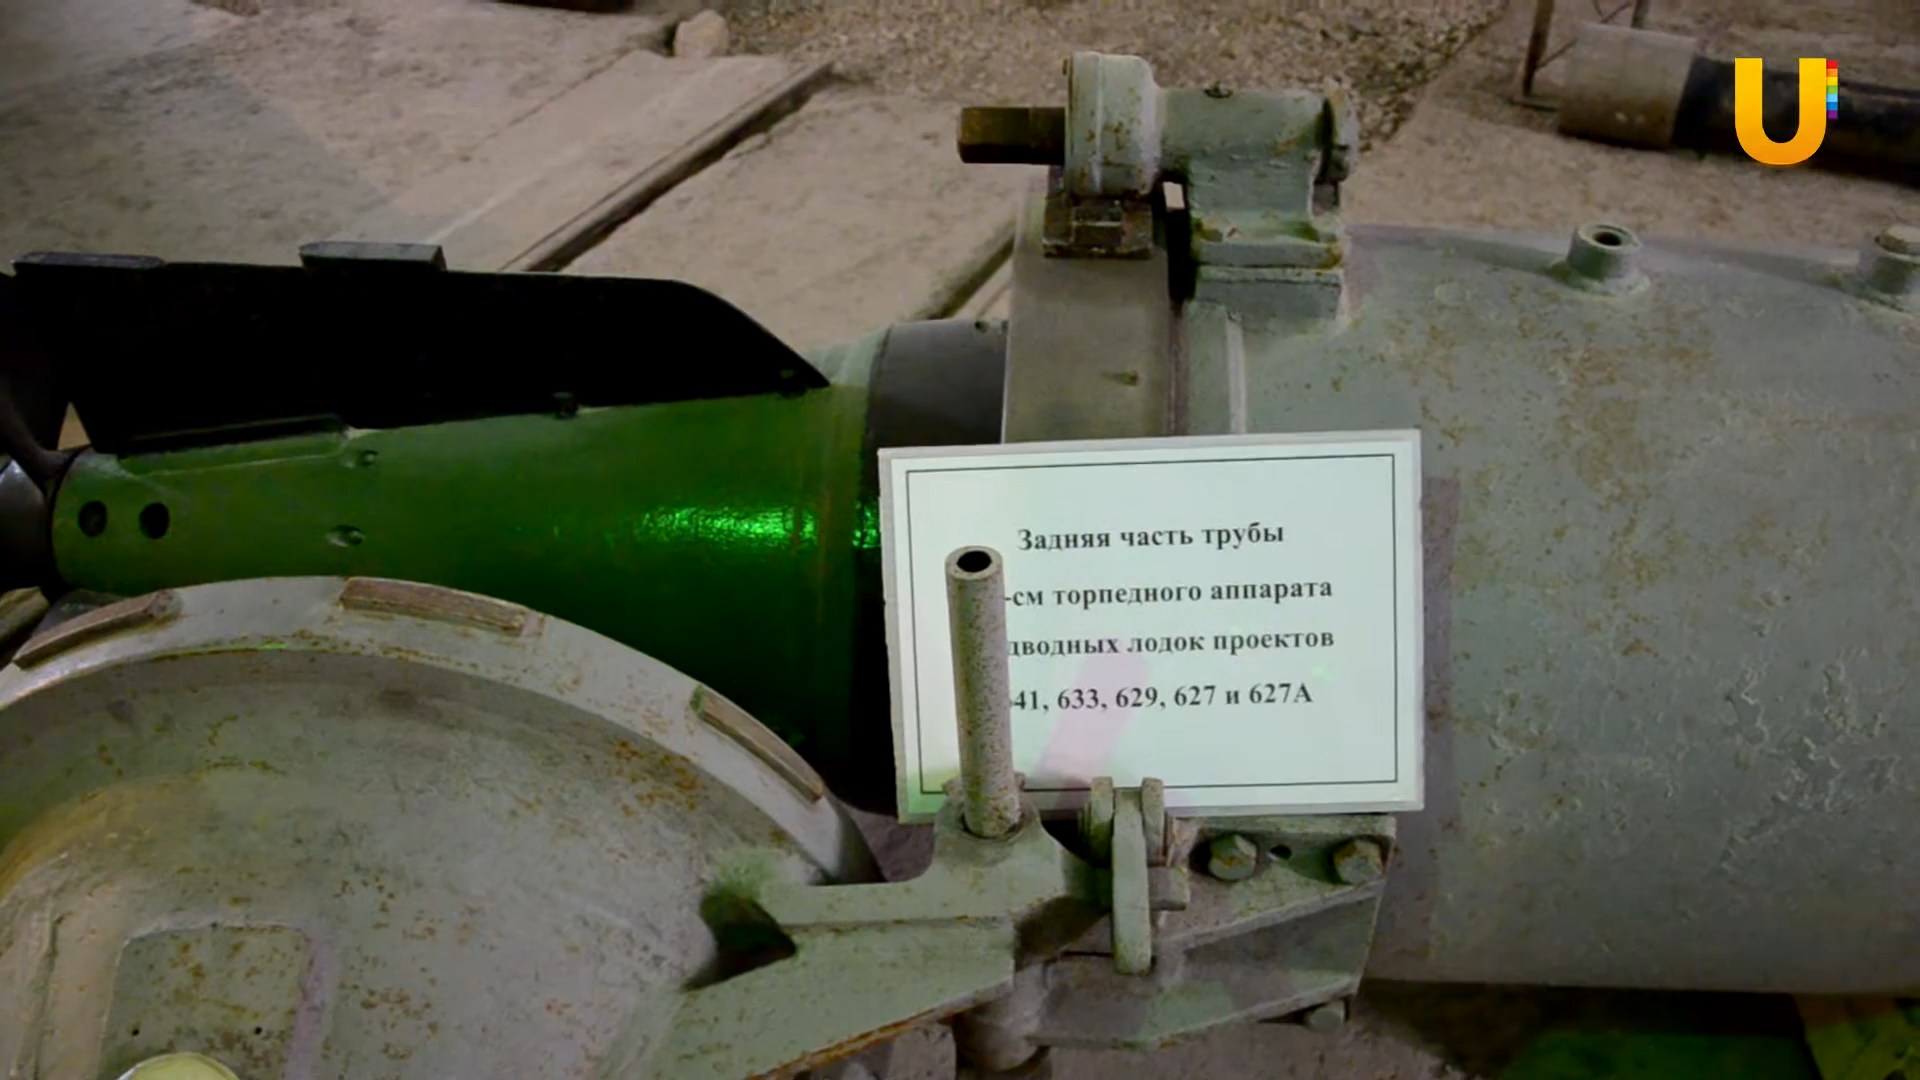 U
Задняя часть трубы
-см торпедного аппарата
дводных лодок проектов
41, 633, 629, 627 и 627А